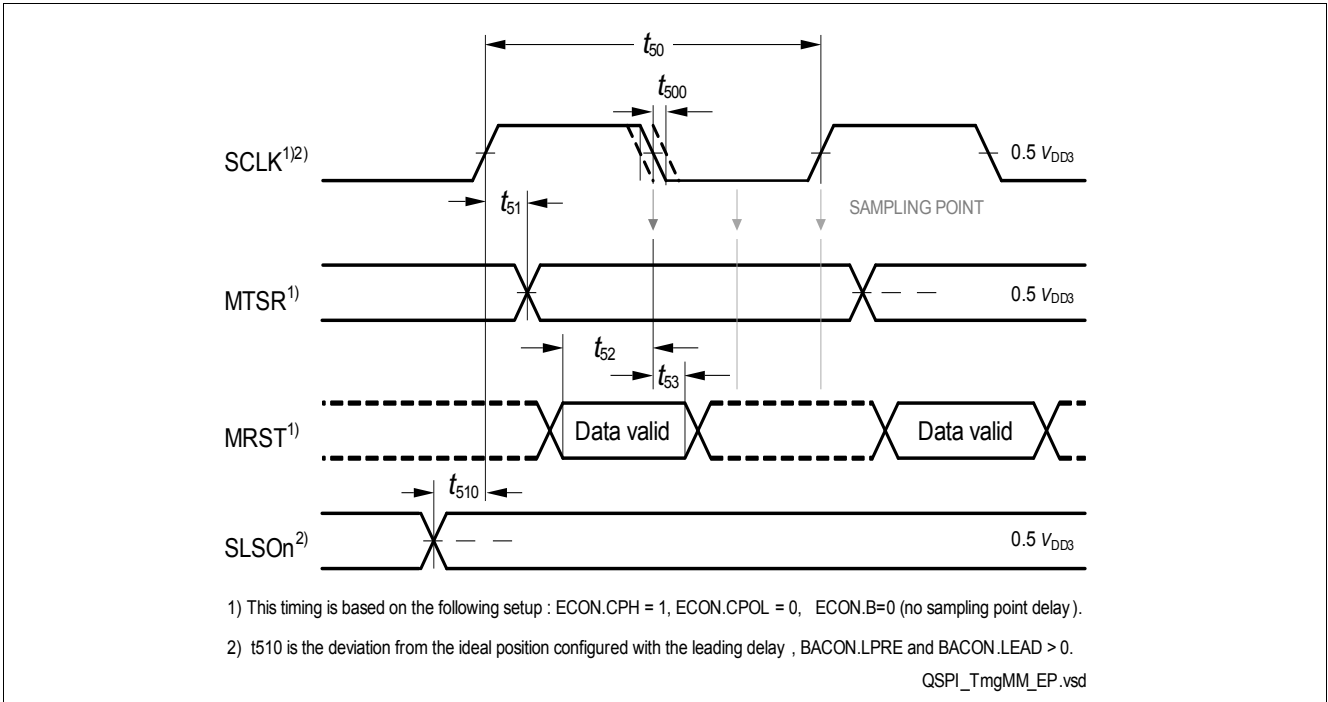 t50
t500
SCLK1)2)
0.5 VDD3
t51
SAMPLING POINT
MTSR1)
0.5 VDD3
t52
t53
MRST1)
Data valid
Data valid
t510
SLSOn2)
0.5 VDD3
1) This timing is based on the following setup : ECON.CPH = 1, ECON.CPOL = 0, ECON.B=0 (no sampling point delay).
2) t510 is the deviation from the ideal position configured with the leading delay , BACON.LPRE and BACON.LEAD > 0.
QSPI_TmgMM_EP.vsd